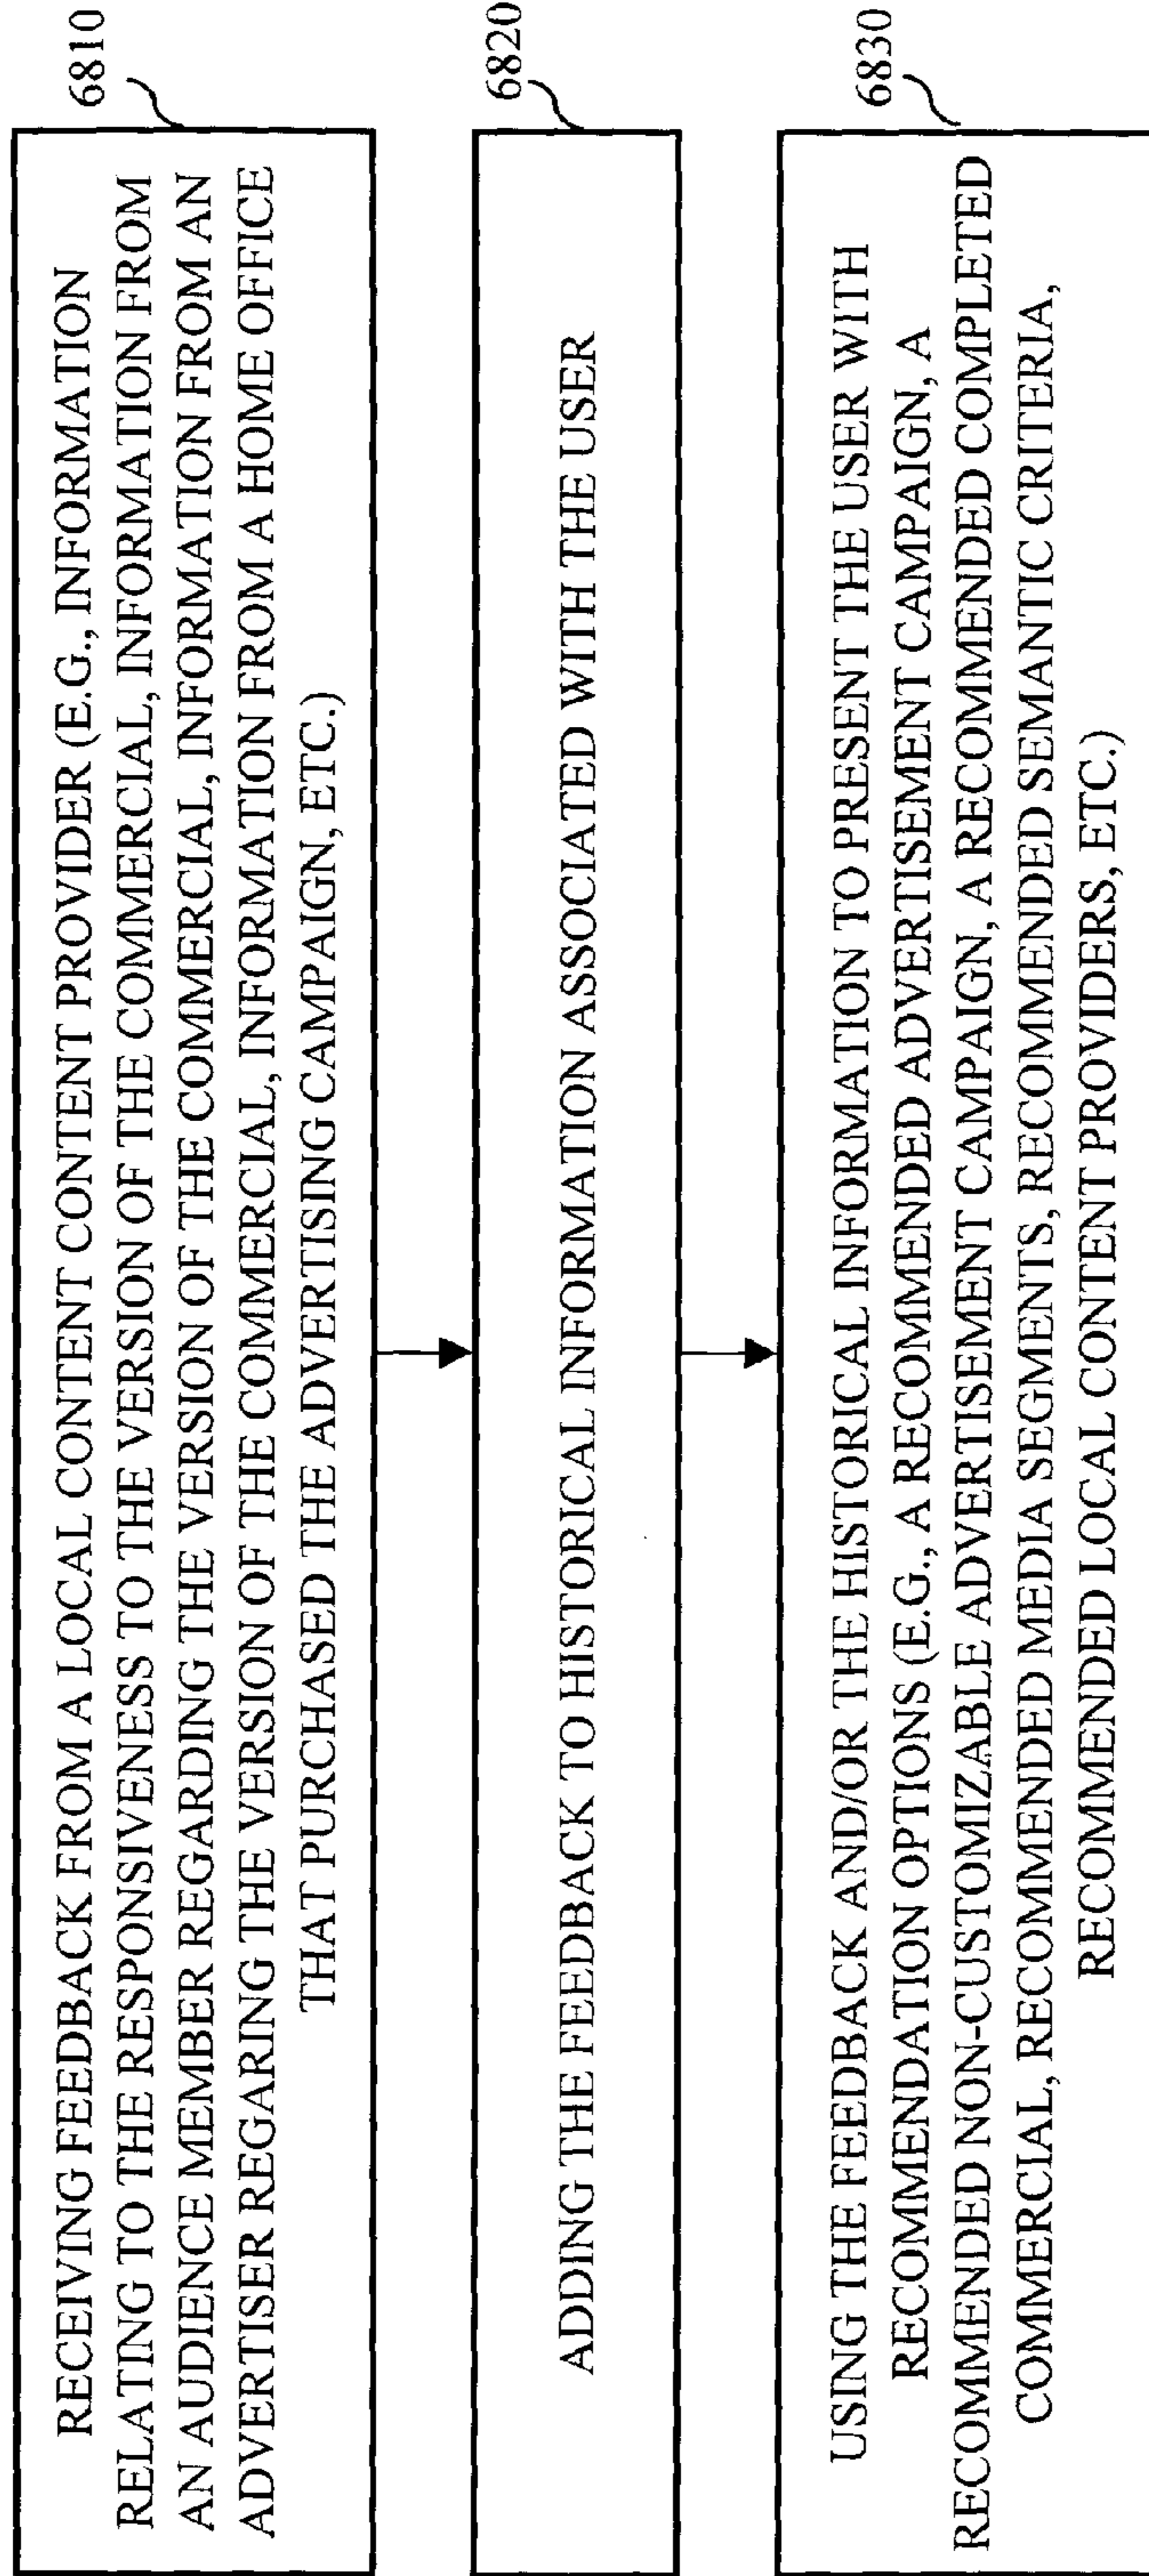 6810
RECEIVING FEEDBACK FROM A LOCAL CONTENT CONTENT PROVIDER (E.G., INFORMATION
RELATING TO THE RESPONSIVENESS TO THE VERSION OF THE COMMERCIAL, INFORMATION FROM
AN AUDIENCE MEMBER REGARDING THE VERSION OF THE COMMERCIAL, INFORMATION FROM AN
ADVERTISER REGARING THE VERSION OF THE COMMERCIAL, INFORMATION FROM A HOME OFFICE
THAT PURCHASED THE ADVERTISING CAMPAIGN, ETC.)
6820
ADDING THE FEEDBACK TO HISTORICAL INFORMATION ASSOCIATED WITH THE USER
6830
USING THE FEEDBACK AND/OR THE HISTORICAL INFORMATION TO PRESENT THE USER WITH
RECOMMENDATION OPTIONS (E.G., A RECOMMENDED ADVERTISEMENT CAMPAIGN, A
RECOMMENDED NON-CUSTOMIZABLE ADVERTISEMENT CAMPAIGN, A RECOMMENDED COMPLETED
COMMERCIAL, RECOMMENDED MEDIA SEGMENTS, RECOMMENDED SEMANTIC CRITERIA,
RECOMMENDED LOCAL CONTENT PROVIDERS, ETC.)